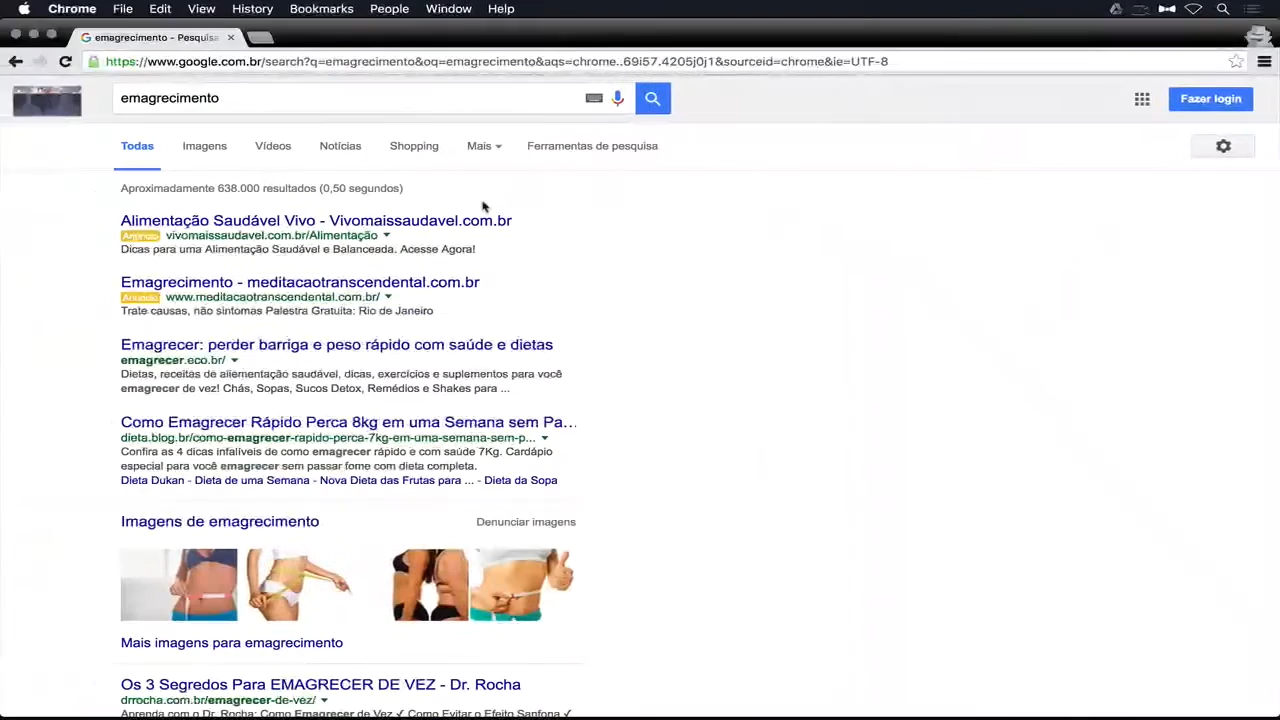 Chrome File Edit View History Bookmarks People Window Help
emagrecimento - Pesquisa
https://www.google.com.br/search?q=emagrecimento&oq=emagrecimento&aqs=chrome..69i57.4205j0j1&sourceid=chrome&ie=UTF-8
emagrecimento
Fazer login
Todas Imagens Vídeos Notícias Shopping Mais Ferramentas de pesquisa
Aproximadamente 638.000 resultados (0,50 segundos)
Alimentação Saudável Vivo - Vivomaissaudavel.com.br
Anúncio vivomaissaudavel.com.br/Alimentação
Dicas para uma Alimentação Saudável e Balanceada. Acesse Agora!
Emagrecimento - meditacaotranscendental.com.br
Anúncio www.meditacaotranscendental.com.br/
Trate causas, não sintomas Palestra Gratuita: Rio de Janeiro
Emagrecer: perder barriga e peso rápido com saúde e dietas
emagrecer.eco.br/
Dietas, receitas de alimentação saudável, dicas, exercícios e suplementos para você
emagrecer de vez! Chás, Sopas, Sucos Detox, Remédios e Shakes para ...
Como Emagrecer Rápido Perca 8kg em uma Semana sem Pa...
dieta.blog.br/como-emagrecer-rapido-perca-7kg-em-uma-semana-sem-p...
Confira as 4 dicas infalíveis de como emagrecer rápido e com saúde 7Kg. Cardápio
especial para você emagrecer sem passar fome com dieta completa.
Dieta Dukan - Dieta de uma Semana - Nova Dieta das Frutas para ... - Dieta da Sopa
Imagens de emagrecimento Denunciar imagens
Mais imagens para emagrecimento
Os 3 Segredos Para EMAGRECER DE VEZ - Dr. Rocha
drrocha.com.br/emagrecer-de-vez/
Aprenda com o Dr. Rocha: Como Emagrecer de Vez ✓ Como Evitar o Efeito Sanfona ✓